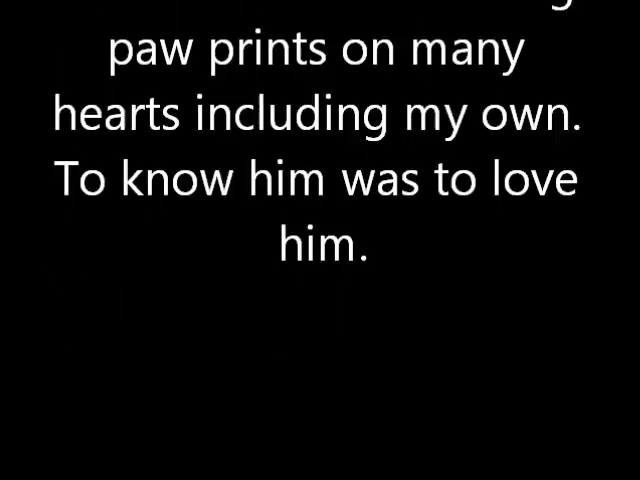 paw prints on many
hearts including my own.
To know him was to love
him.